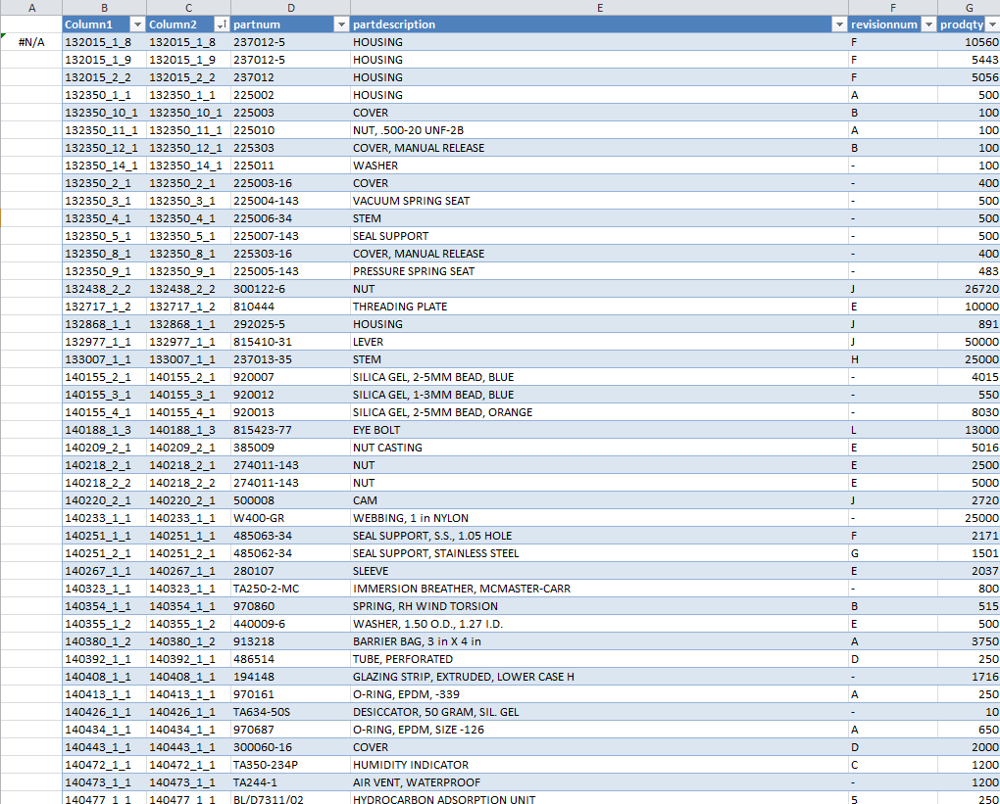 A B C D E F G
Column1 Column2 partnum partdescription revisionnum prodqty
#N/A 132015_1_8 132015_1_8 237012-5 HOUSING F 10560
132015_1_9 132015_1_9 237012-5 HOUSING F 5443
132015_2_2 132015_2_2 237012 HOUSING F 5056
132350_1_1 132350_1_1 225002 HOUSING A 500
132350_10_1 132350_10_1 225003 COVER B 100
132350_11_1 132350_11_1 225010 NUT, .500-20 UNF-2B A 100
132350_12_1 132350_12_1 225303 COVER, MANUAL RELEASE B 100
132350_14_1 132350_14_1 225011 WASHER - 100
132350_2_1 132350_2_1 225003-16 COVER - 400
132350_3_1 132350_3_1 225004-143 VACUUM SPRING SEAT - 500
132350_4_1 132350_4_1 225006-34 STEM - 500
132350_5_1 132350_5_1 225007-143 SEAL SUPPORT - 500
132350_8_1 132350_8_1 225303-16 COVER, MANUAL RELEASE - 400
132350_9_1 132350_9_1 225005-143 PRESSURE SPRING SEAT - 483
132438_2_2 132438_2_2 300122-6 NUT J 26720
132717_1_2 132717_1_2 810444 THREADING PLATE E 10000
132868_1_1 132868_1_1 292025-5 HOUSING J 891
132977_1_1 132977_1_1 815410-31 LEVER J 50000
133007_1_1 133007_1_1 237013-35 STEM H 25000
140155_2_1 140155_2_1 920007 SILICA GEL, 2-5MM BEAD, BLUE - 4015
140155_3_1 140155_3_1 920012 SILICA GEL, 1-3MM BEAD, BLUE - 550
140155_4_1 140155_4_1 920013 SILICA GEL, 2-5MM BEAD, ORANGE - 8030
140188_1_3 140188_1_3 815423-77 EYE BOLT L 13000
140209_2_1 140209_2_1 385009 NUT CASTING E 5016
140218_2_1 140218_2_1 274011-143 NUT E 2500
140218_2_2 140218_2_2 274011-143 NUT E 5000
140220_2_1 140220_2_1 500008 CAM J 2720
140233_1_1 140233_1_1 W400-GR WEBBING, 1 in NYLON - 25000
140251_1_1 140251_1_1 485063-34 SEAL SUPPORT, S.S., 1.05 HOLE F 2171
140251_2_1 140251_2_1 485062-34 SEAL SUPPORT, STAINLESS STEEL G 1501
140267_1_1 140267_1_1 280107 SLEEVE E 2037
140323_1_1 140323_1_1 TA250-2-MC IMMERSION BREATHER, MCMASTER-CARR - 800
140354_1_1 140354_1_1 970860 SPRING, RH WIND TORSION B 515
140355_1_2 140355_1_2 440009-6 WASHER, 1.50 O.D., 1.27 I.D. E 500
140380_1_2 140380_1_2 913218 BARRIER BAG, 3 in X 4 in A 3750
140392_1_1 140392_1_1 486514 TUBE, PERFORATED D 250
140408_1_1 140408_1_1 194148 GLAZING STRIP, EXTRUDED, LOWER CASE H - 1716
140413_1_1 140413_1_1 970161 O-RING, EPDM, -339 A 250
140426_1_1 140426_1_1 TA634-50S DESICCATOR, 50 GRAM, SIL. GEL - 10
140434_1_1 140434_1_1 970687 O-RING, EPDM, SIZE -126 A 650
140443_1_1 140443_1_1 300060-16 COVER D 2000
140472_1_1 140472_1_1 TA350-234P HUMIDITY INDICATOR C 1200
140473_1_1 140473_1_1 TA244-1 AIR VENT, WATERPROOF - 1200
140477_1_1 140477_1_1 BL/D7311/02 HYDROCARBON ADSORPTION UNIT 5 250